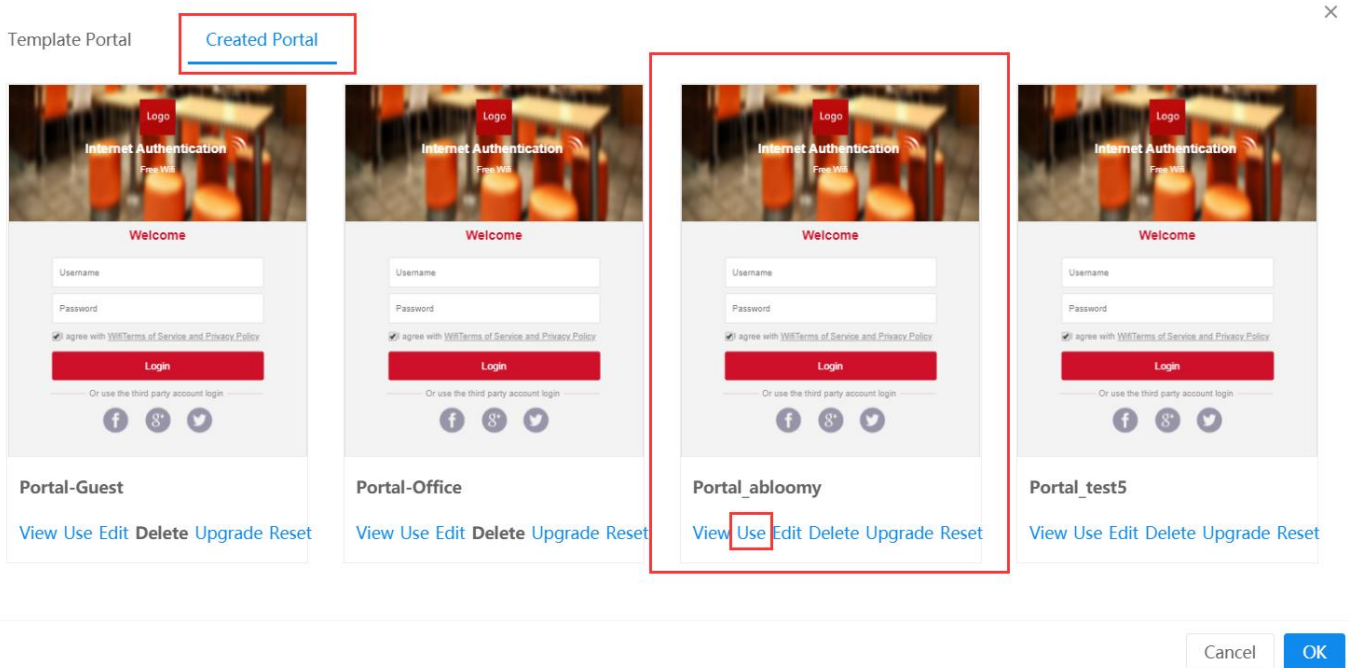 Template Portal
Created Portal
Logo
Internet Authentication
Free Wifi
Welcome
Username
Password
I agree with WifiTerms of Service and Privacy Policy
Login
Or use the third party account login
f 8+
Portal-Guest
View Use Edit Delete Upgrade Reset
Logo
Internet Authentication
Free Wifi
Welcome
Username
Password
I agree with WifiTerms of Service and Privacy Policy
Login
Or use the third party account login
f 8+
Portal-Office
View Use Edit Delete Upgrade Reset
Logo
Internet Authentication
Free Wifi
Welcome
Username
Password
I agree with WifiTerms of Service and Privacy Policy
Login
Or use the third party account login
f 8+
Portal_abloomy
View Use Edit Delete Upgrade Reset
Logo
Internet Authentication
Free Wifi
Welcome
Username
Password
I agree with WifiTerms of Service and Privacy Policy
Login
Or use the third party account login
f 8+
Portal_test5
View Use Edit Delete Upgrade Reset
Cancel
OK